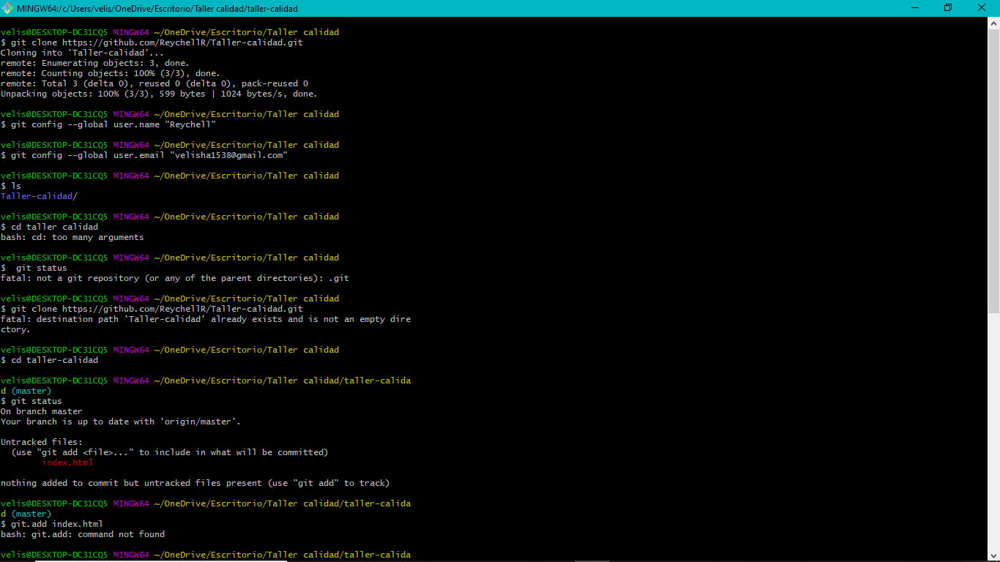 MINGW64:/c/Users/velis/OneDrive/Escritorio/Taller calidad/taller-calidad
velis@DESKTOP-DC31CQ5 MINGW64 ~/OneDrive/Escritorio/Taller calidad
$ git clone https://github.com/ReychellR/Taller-calidad.git
Cloning into 'Taller-calidad'...
remote: Enumerating objects: 3, done.
remote: Counting objects: 100% (3/3), done.
remote: Total 3 (delta 0), reused 0 (delta 0), pack-reused 0
Unpacking objects: 100% (3/3), 599 bytes | 1024 bytes/s, done.
velis@DESKTOP-DC31CQ5 MINGW64 ~/OneDrive/Escritorio/Taller calidad
$ git config --global user.name "Reychell"
velis@DESKTOP-DC31CQ5 MINGW64 ~/OneDrive/Escritorio/Taller calidad
$ git config --global user.email "velisha1538@gmail.com"
velis@DESKTOP-DC31CQ5 MINGW64 ~/OneDrive/Escritorio/Taller calidad
$ ls
Taller-calidad/
velis@DESKTOP-DC31CQ5 MINGW64 ~/OneDrive/Escritorio/Taller calidad
$ cd taller calidad
bash: cd: too many arguments
velis@DESKTOP-DC31CQ5 MINGW64 ~/OneDrive/Escritorio/Taller calidad
$  git status
fatal: not a git repository (or any of the parent directories): .git
velis@DESKTOP-DC31CQ5 MINGW64 ~/OneDrive/Escritorio/Taller calidad
$ git clone https://github.com/ReychellR/Taller-calidad.git
fatal: destination path 'Taller-calidad' already exists and is not an empty dire
ctory.
velis@DESKTOP-DC31CQ5 MINGW64 ~/OneDrive/Escritorio/Taller calidad
$ cd taller-calidad
velis@DESKTOP-DC31CQ5 MINGW64 ~/OneDrive/Escritorio/Taller calidad/taller-calida
d (master)
$ git status
On branch master
Your branch is up to date with 'origin/master'.
Untracked files:
  (use "git add <file>..." to include in what will be committed)
        index.html
nothing added to commit but untracked files present (use "git add" to track)
velis@DESKTOP-DC31CQ5 MINGW64 ~/OneDrive/Escritorio/Taller calidad/taller-calida
d (master)
$ git.add index.html
bash: git.add: command not found
velis@DESKTOP-DC31CQ5 MINGW64 ~/OneDrive/Escritorio/Taller calidad/taller-calida